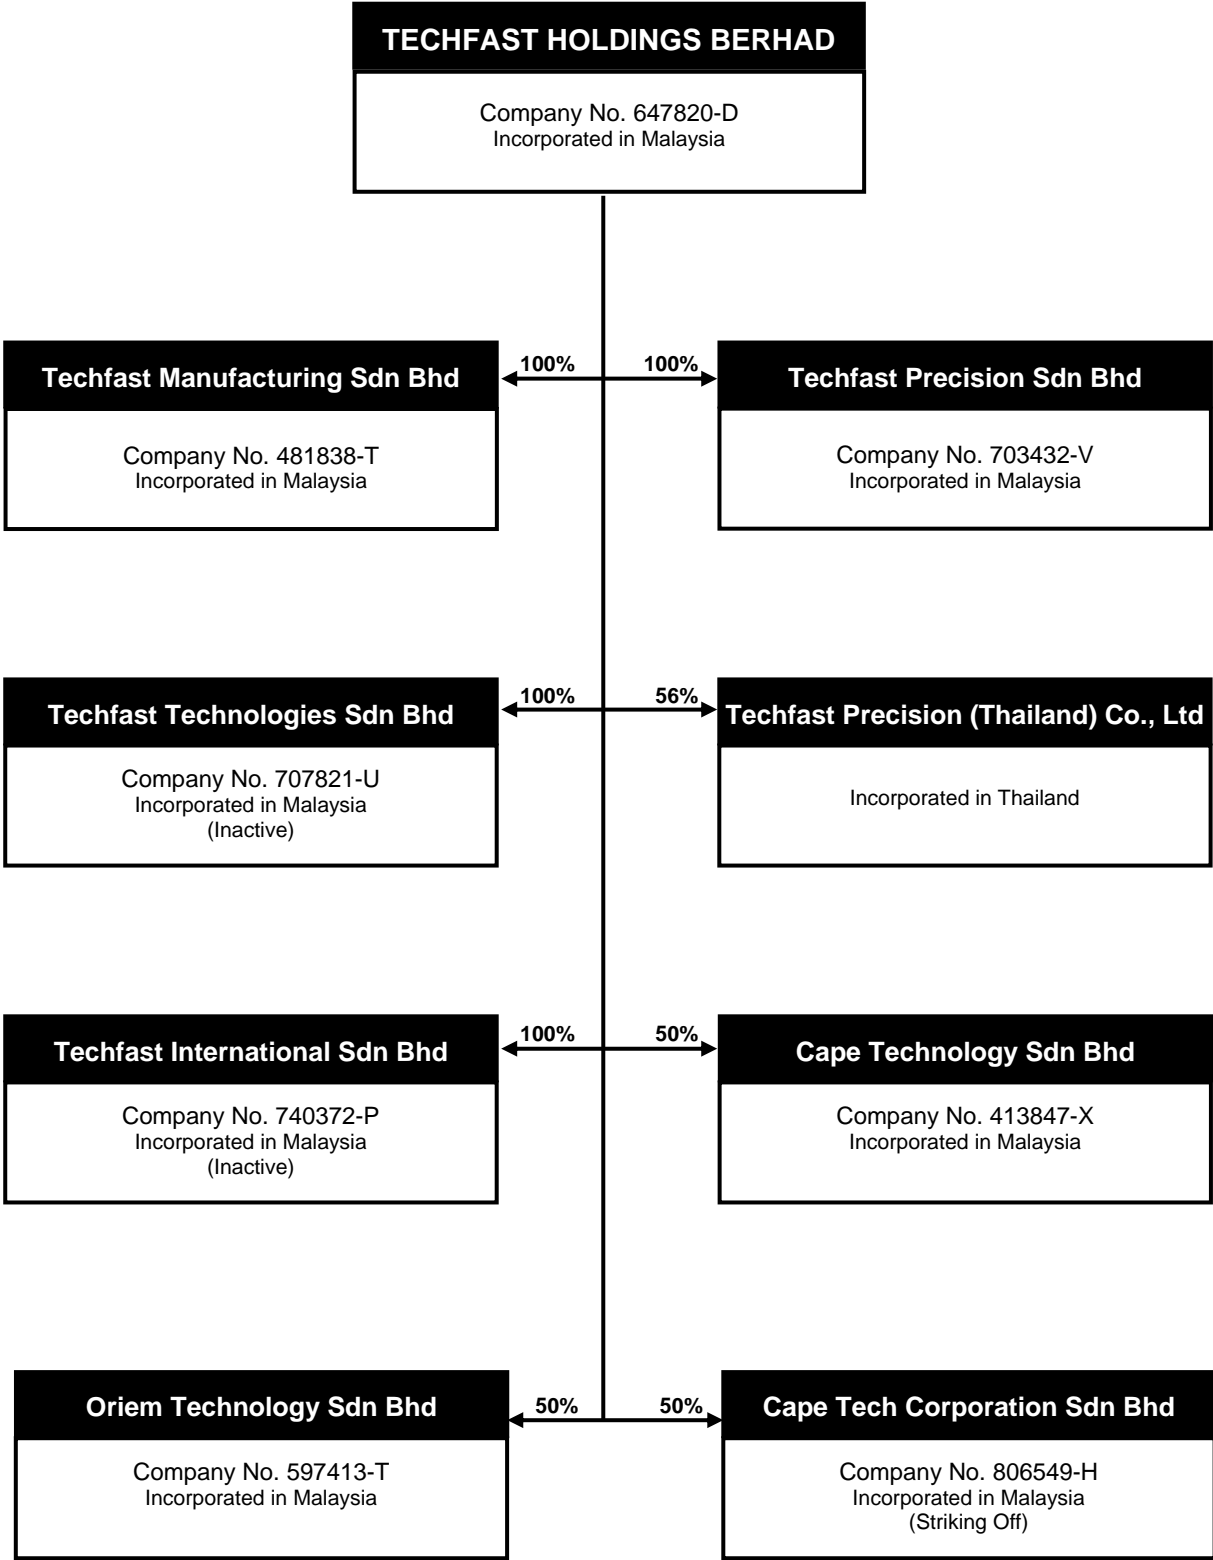 TECHFAST HOLDINGS BERHAD
Company No. 647820-D
Incorporated in Malaysia
Techfast Manufacturing Sdn Bhd
Company No. 481838-T
Incorporated in Malaysia
100%
100%
Techfast Precision Sdn Bhd
Company No. 703432-V
Incorporated in Malaysia
Techfast Technologies Sdn Bhd
Company No. 707821-U
Incorporated in Malaysia
(Inactive)
100%
56%
Techfast Precision (Thailand) Co., Ltd
Incorporated in Thailand
Techfast International Sdn Bhd
Company No. 740372-P
Incorporated in Malaysia
(Inactive)
100%
50%
Cape Technology Sdn Bhd
Company No. 413847-X
Incorporated in Malaysia
Oriem Technology Sdn Bhd
Company No. 597413-T
Incorporated in Malaysia
50%
50%
Cape Tech Corporation Sdn Bhd
Company No. 806549-H
Incorporated in Malaysia
(Striking Off)